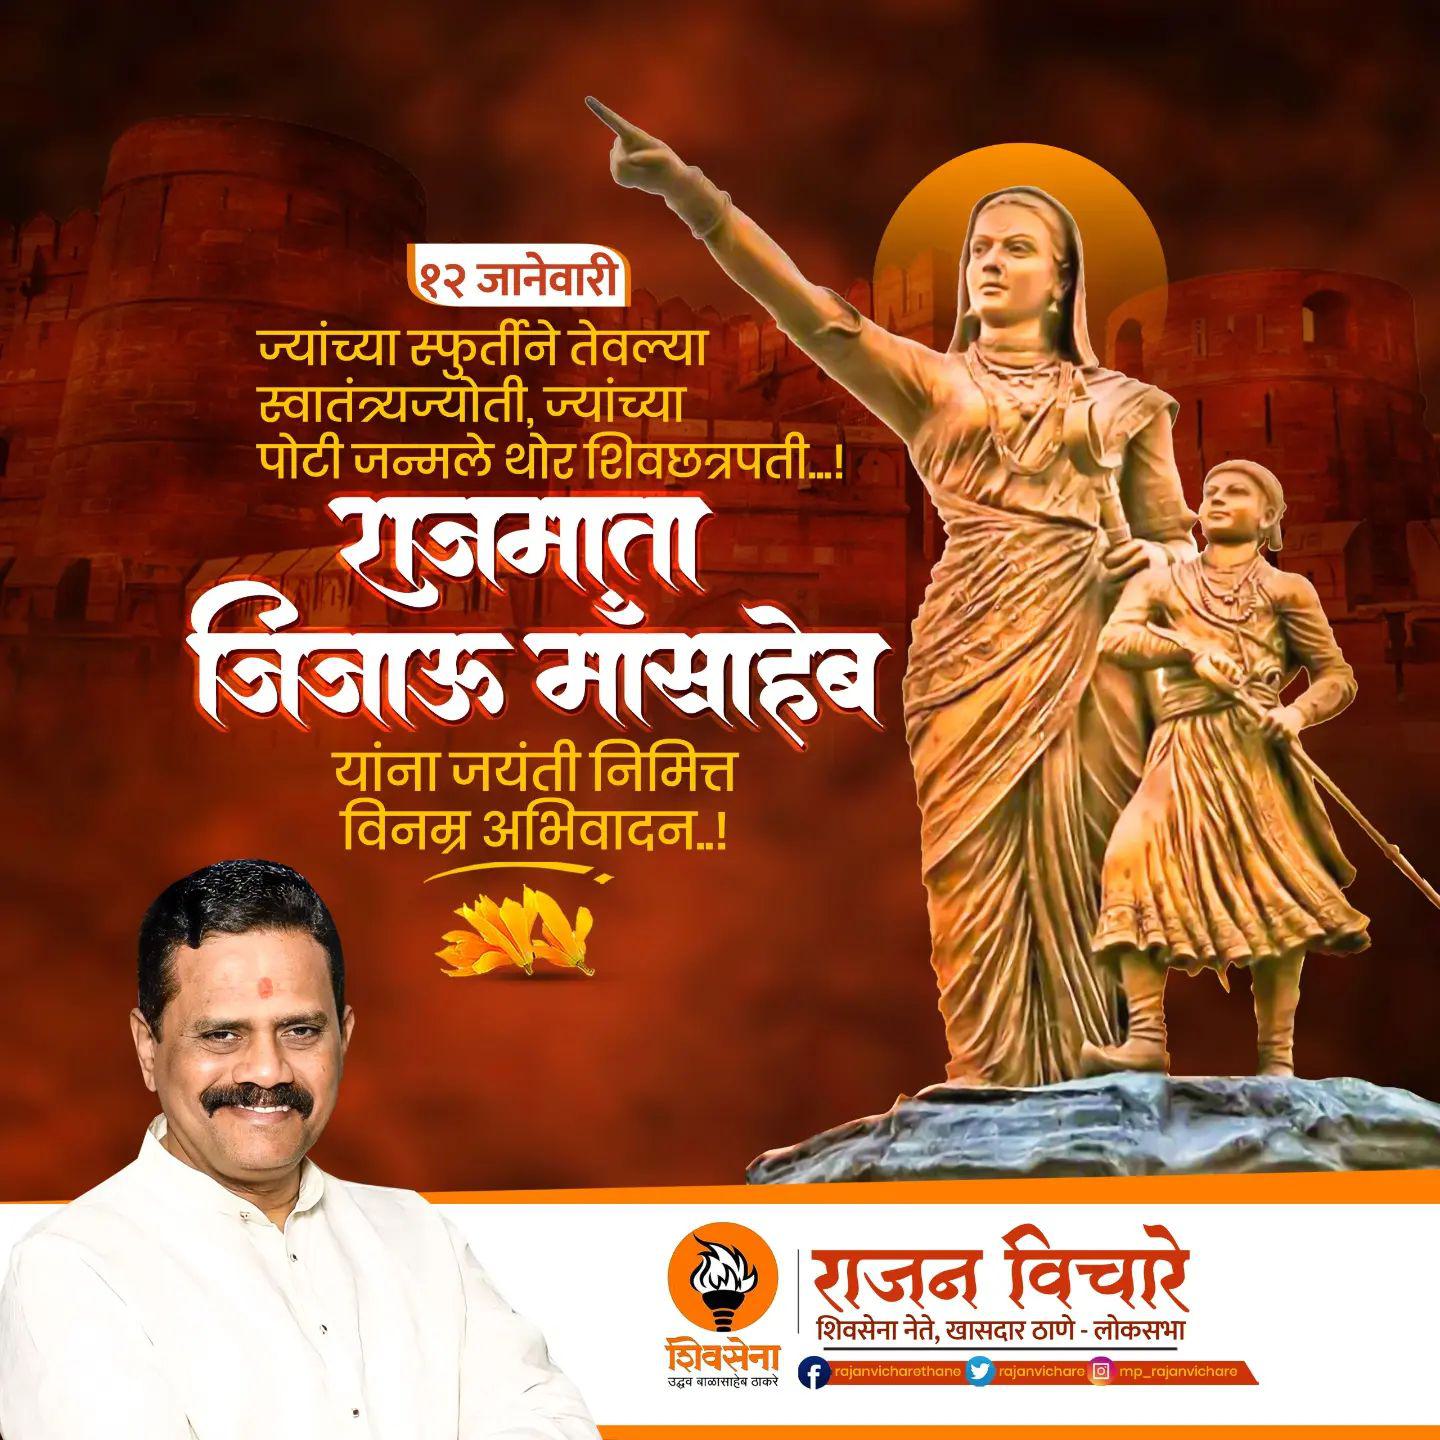 १२ जानेवारी
ज्यांच्या स्फुर्तीने तेवल्या
स्वातंत्र्यज्योती, ज्यांच्या
पोटी जन्मले थोर शिवछत्रपती...!
राजमाता
जिजाऊ माँसाहेब
यांना जयंती निमित्त
विनम्र अभिवादन..!
शिवसेना
उद्धव बाळासाहेब ठाकरे
राजन विचारे
शिवसेना नेते, खासदार ठाणे - लोकसभा
rajanvicharethane rajanvichare mp_rajanvichare